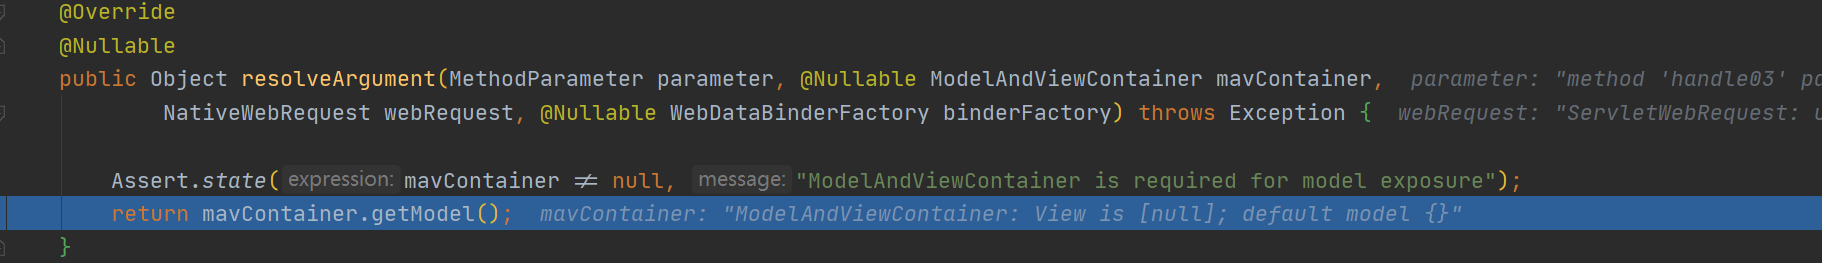 @Override
@Nullable
public Object resolveArgument(MethodParameter parameter, @Nullable ModelAndViewContainer mavContainer, parameter: "method 'handle03' pa
NativeWebRequest webRequest, @Nullable WebDataBinderFactory binderFactory) throws Exception { webRequest: "ServletWebRequest: u
Assert.state( expression: mavContainer ≠ null, message: "ModelAndViewContainer is required for model exposure");
return mavContainer.getModel(); mavContainer: "ModelAndViewContainer: View is [null]; default model {}"
}